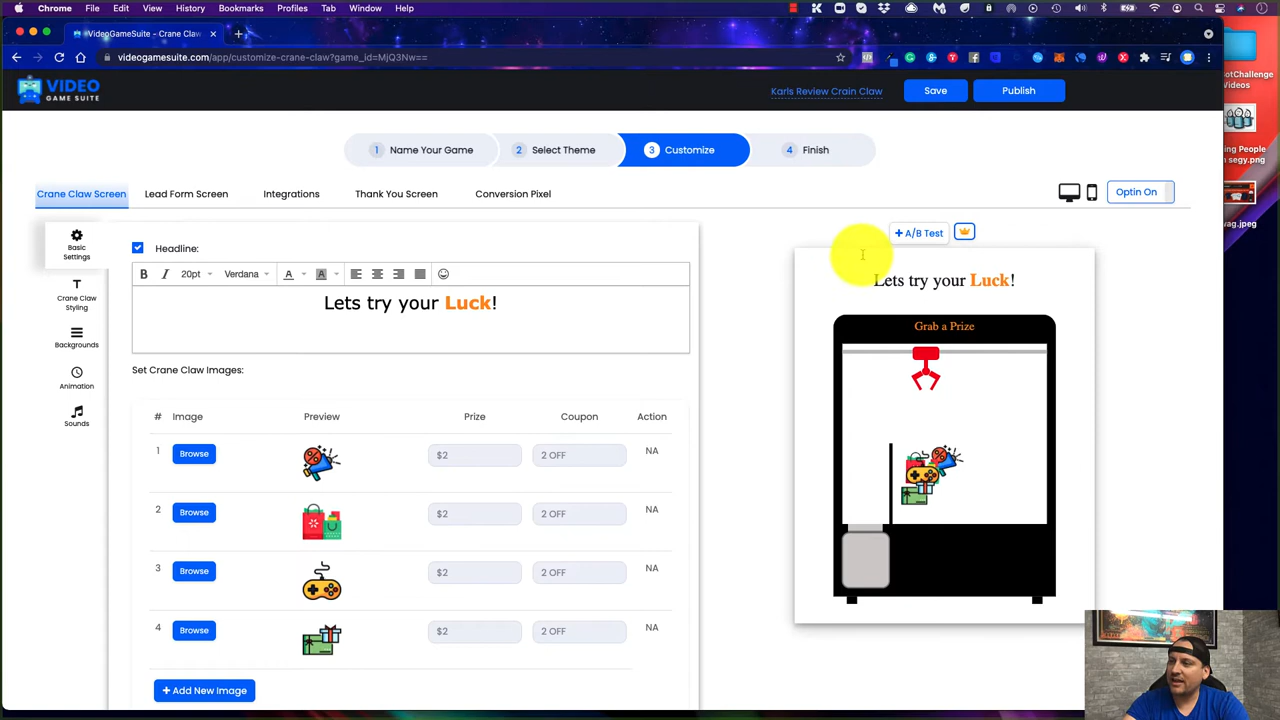 Chrome File Edit View History Bookmarks Profiles Tab Window Help
VideoGameSuite - Crane Claw
videogamesuite.com/app/customize-crane-claw?game_id=MjQ3Nw==
VIDEO
GAME SUITE
Karls Review Crain Claw
Save
Publish
1 Name Your Game
2 Select Theme
3 Customize
4 Finish
Crane Claw Screen
Lead Form Screen
Integrations
Thank You Screen
Conversion Pixel
Optin On
Basic
Settings
Crane Claw
Styling
Backgrounds
Animation
Sounds
Headline:
B I 20pt Verdana A A
Lets try your Luck!
Set Crane Claw Images:
# Image Preview Prize Coupon Action
1 Browse $2 2 OFF NA
2 Browse $2 2 OFF NA
3 Browse $2 2 OFF NA
4 Browse $2 2 OFF NA
+ Add New Image
+ A/B Test
Lets try your Luck!
Grab a Prize